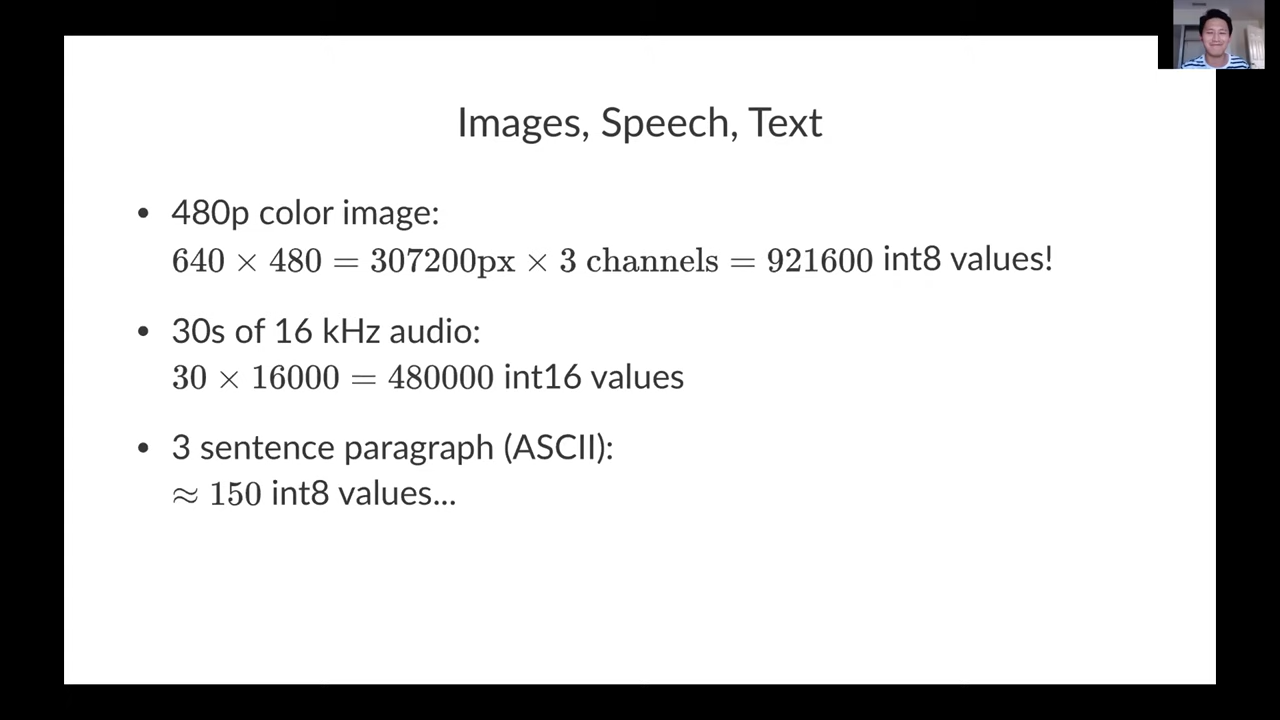 Images, Speech, Text
• 480p color image:
640 × 480 = 307200px × 3 channels = 921600 int8 values!
• 30s of 16 kHz audio:
30 × 16000 = 480000 int16 values
• 3 sentence paragraph (ASCII):
≈ 150 int8 values...